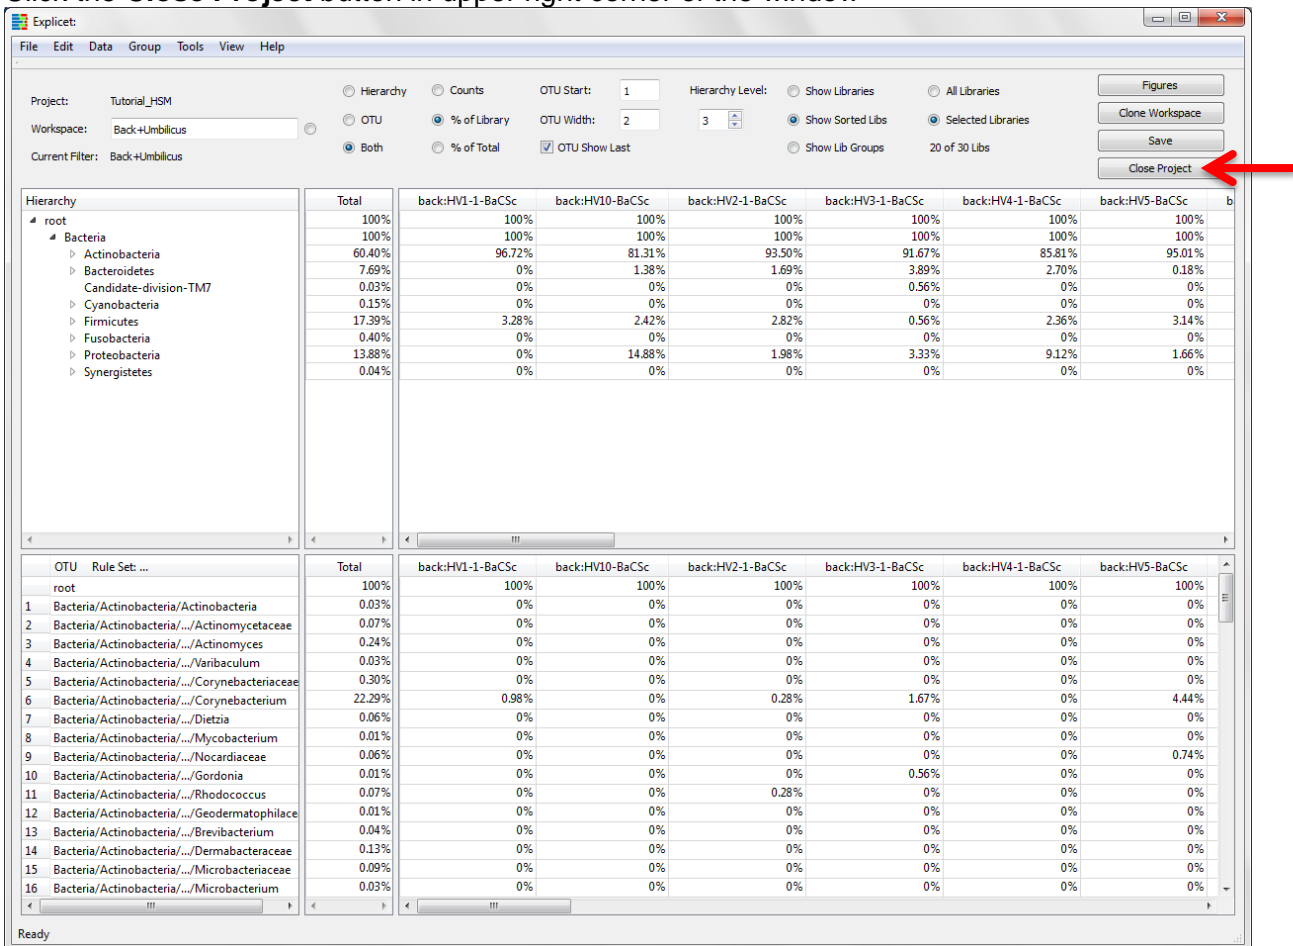 Click the Close Project button in upper right corner of the window
Explicet:
File Edit Data Group Tools View Help
Project: Tutorial_HSM
Workspace: Back+Umbilicus
Current Filter: Back+Umbilicus
Hierarchy Counts OTU Start: 1 Hierarchy Level: Show Libraries All Libraries Figures
OTU % of Library OTU Width: 2 3 Show Sorted Libs Selected Libraries Clone Workspace
Both % of Total OTU Show Last Show Lib Groups 20 of 30 Libs Save
Close Project
Hierarchy Total back:HV1-1-BaCSc back:HV10-BaCSc back:HV2-1-BaCSc back:HV3-1-BaCSc back:HV4-1-BaCSc back:HV5-BaCSc b
root 100% 100% 100% 100% 100% 100% 100%
Bacteria 100% 100% 100% 100% 100% 100% 100%
Actinobacteria 60.40% 96.72% 81.31% 93.50% 91.67% 85.81% 95.01%
Bacteroidetes 7.69% 0% 1.38% 1.69% 3.89% 2.70% 0.18%
Candidate-division-TM7 0.03% 0% 0% 0% 0.56% 0% 0%
Cyanobacteria 0.15% 0% 0% 0% 0% 0% 0%
Firmicutes 17.39% 3.28% 2.42% 2.82% 0.56% 2.36% 3.14%
Fusobacteria 0.40% 0% 0% 0% 0% 0% 0%
Proteobacteria 13.88% 0% 14.88% 1.98% 3.33% 9.12% 1.66%
Synergistetes 0.04% 0% 0% 0% 0% 0% 0%
OTU Rule Set: ... Total back:HV1-1-BaCSc back:HV10-BaCSc back:HV2-1-BaCSc back:HV3-1-BaCSc back:HV4-1-BaCSc back:HV5-BaCSc
root 100% 100% 100% 100% 100% 100% 100%
1 Bacteria/Actinobacteria/Actinobacteria 0.03% 0% 0% 0% 0% 0% 0%
2 Bacteria/Actinobacteria/.../Actinomycetaceae 0.07% 0% 0% 0% 0% 0% 0%
3 Bacteria/Actinobacteria/.../Actinomyces 0.24% 0% 0% 0% 0% 0% 0%
4 Bacteria/Actinobacteria/.../Varibaculum 0.03% 0% 0% 0% 0% 0% 0%
5 Bacteria/Actinobacteria/.../Corynebacteriaceae 0.30% 0% 0% 0% 0% 0% 0%
6 Bacteria/Actinobacteria/.../Corynebacterium 22.29% 0.98% 0% 0.28% 1.67% 0% 4.44%
7 Bacteria/Actinobacteria/.../Dietzia 0.06% 0% 0% 0% 0% 0% 0%
8 Bacteria/Actinobacteria/.../Mycobacterium 0.01% 0% 0% 0% 0% 0% 0%
9 Bacteria/Actinobacteria/.../Nocardiaceae 0.06% 0% 0% 0% 0% 0% 0.74%
10 Bacteria/Actinobacteria/.../Gordonia 0.01% 0% 0% 0% 0.56% 0% 0%
11 Bacteria/Actinobacteria/.../Rhodococcus 0.07% 0% 0% 0.28% 0% 0% 0%
12 Bacteria/Actinobacteria/.../Geodermatophilace 0.01% 0% 0% 0% 0% 0% 0%
13 Bacteria/Actinobacteria/.../Brevibacterium 0.04% 0% 0% 0% 0% 0% 0%
14 Bacteria/Actinobacteria/.../Dermabacteraceae 0.13% 0% 0% 0% 0% 0% 0%
15 Bacteria/Actinobacteria/.../Microbacteriaceae 0.09% 0% 0% 0% 0% 0% 0%
16 Bacteria/Actinobacteria/.../Microbacterium 0.03% 0% 0% 0% 0% 0% 0%
Ready